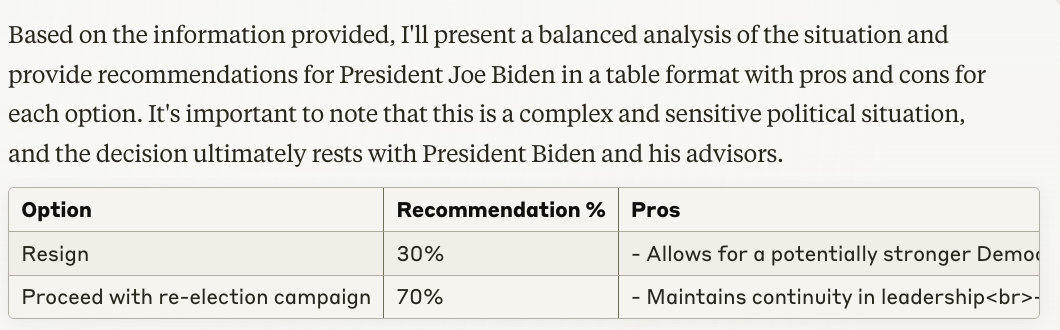 Based on the information provided, I'll present a balanced analysis of the situation and
provide recommendations for President Joe Biden in a table format with pros and cons for
each option. It's important to note that this is a complex and sensitive political situation,
and the decision ultimately rests with President Biden and his advisors.
Option Recommendation % Pros
Resign 30% - Allows for a potentially stronger
Proceed with re-election campaign 70% - Maintains continuity in leadership<br>-